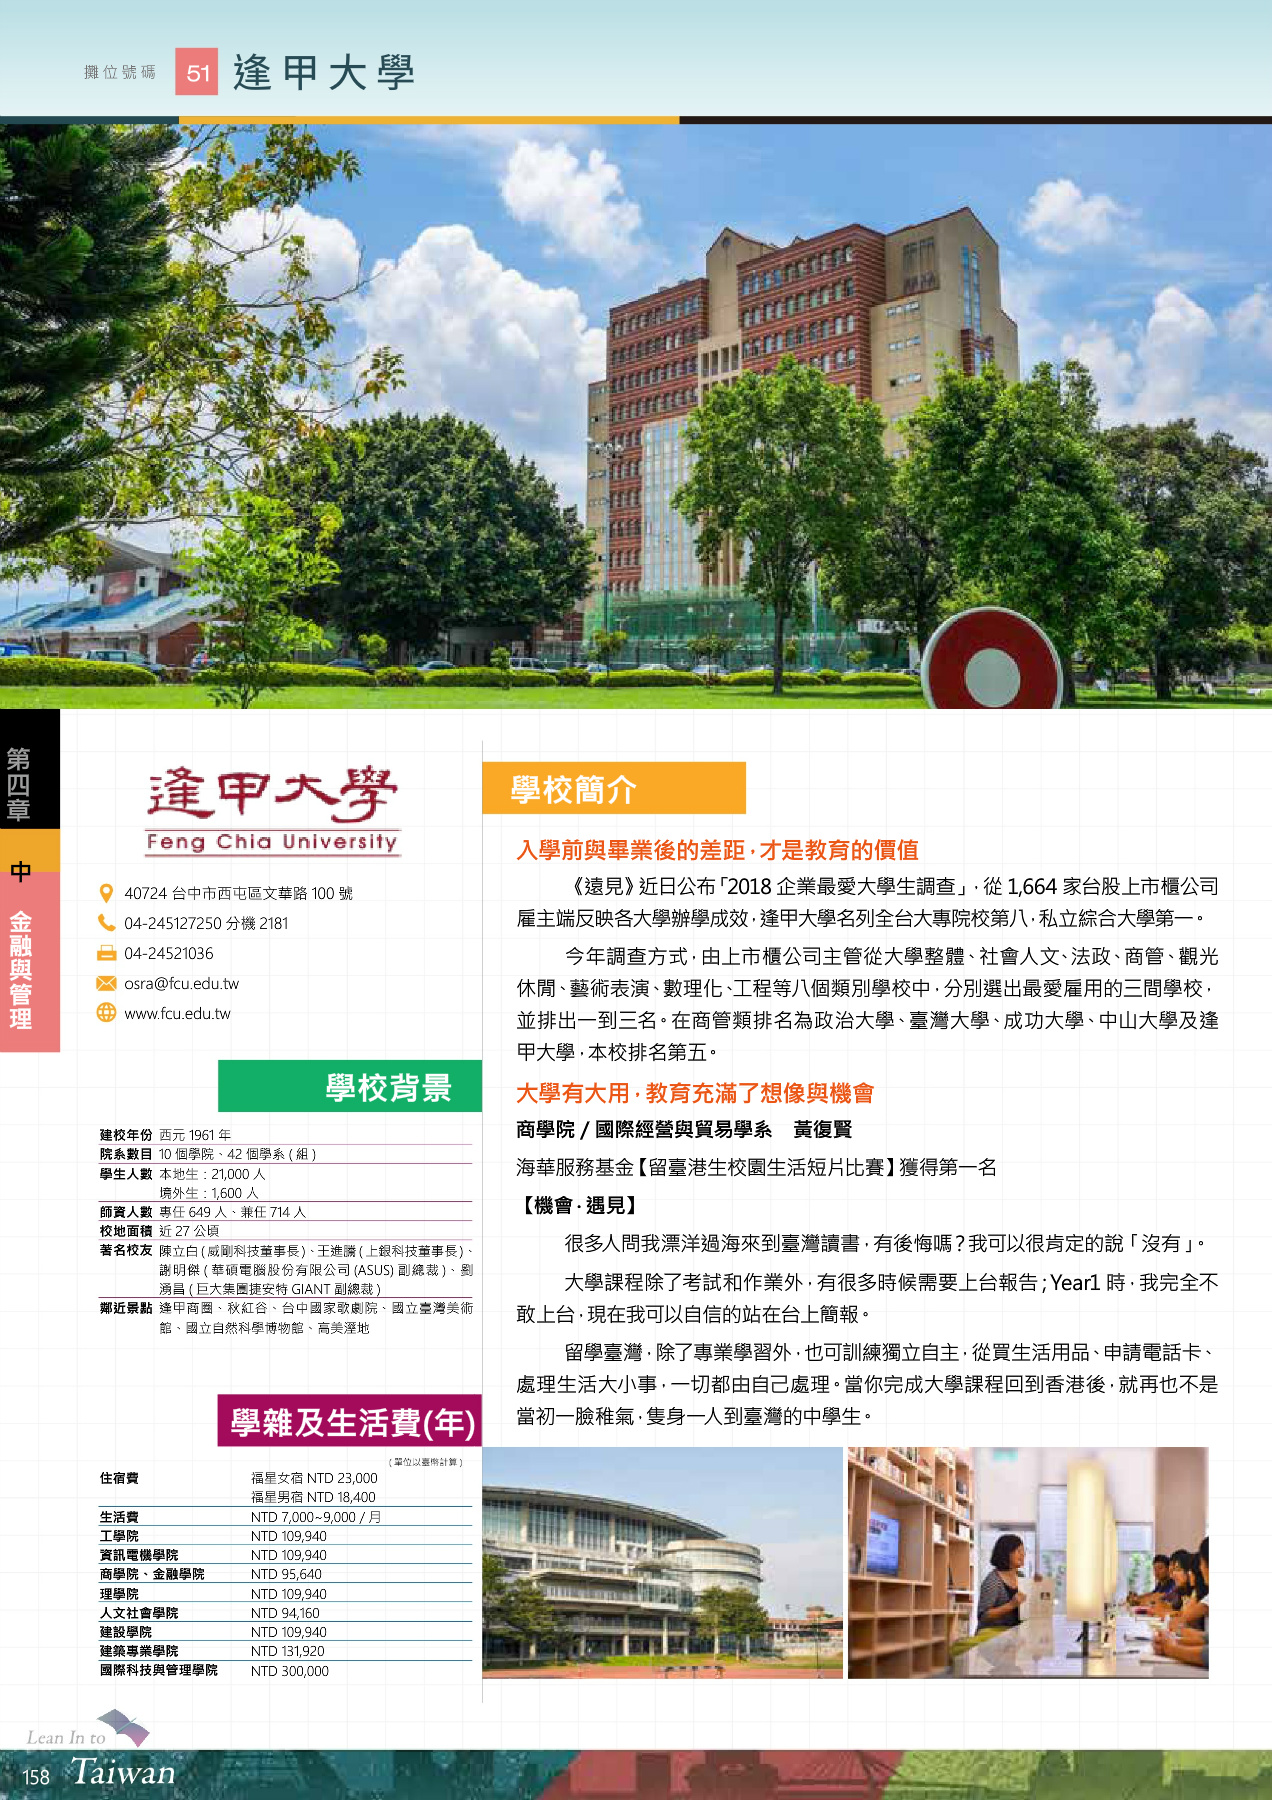 攤位號碼 51 逢甲大學
第四章
中
金融與管理
逢甲大學
Feng Chia University
40724 台中市西屯區文華路 100 號
04-245127250 分機 2181
04-24521036
osra@fcu.edu.tw
www.fcu.edu.tw
學校背景
建校年份 西元 1961 年
院系數目 10 個學院、42 個學系 ( 組 )
學生人數 本地生：21,000 人
境外生：1,600 人
師資人數 專任 649 人、兼任 714 人
校地面積 近 27 公頃
著名校友 陳立白 ( 威剛科技董事長 )、王進騰 ( 上銀科技董事長 )、
謝明傑 ( 華碩電腦股份有限公司 (ASUS) 副總裁 )、劉
湧昌 ( 巨大集團捷安特 GIANT 副總裁 )
鄰近景點 逢甲商圈、秋紅谷、台中國家歌劇院、國立臺灣美術
館、國立自然科學博物館、高美溼地
學雜及生活費(年)
( 單位以臺幣計算 )
住宿費 福星女宿 NTD 23,000
福星男宿 NTD 18,400
生活費 NTD 7,000~9,000 / 月
工學院 NTD 109,940
資訊電機學院 NTD 109,940
商學院、金融學院 NTD 95,640
理學院 NTD 109,940
人文社會學院 NTD 94,160
建設學院 NTD 109,940
建築專業學院 NTD 131,920
國際科技與管理學院 NTD 300,000
學校簡介
入學前與畢業後的差距，才是教育的價值
《遠見》近日公布「2018 企業最愛大學生調查」，從 1,664 家台股上市櫃公司
雇主端反映各大學辦學成效，逢甲大學名列全台大專院校第八，私立綜合大學第一。
今年調查方式，由上市櫃公司主管從大學整體、社會人文、法政、商管、觀光
休閒、藝術表演、數理化、工程等八個類別學校中，分別選出最愛雇用的三間學校，
並排出一到三名。在商管類排名為政治大學、臺灣大學、成功大學、中山大學及逢
甲大學，本校排名第五。
大學有大用，教育充滿了想像與機會
商學院 / 國際經營與貿易學系　黃復賢
海華服務基金【留臺港生校園生活短片比賽】獲得第一名
【機會，遇見】
很多人問我漂洋過海來到臺灣讀書，有後悔嗎？我可以很肯定的說「沒有」。
大學課程除了考試和作業外，有很多時候需要上台報告；Year1 時，我完全不
敢上台，現在我可以自信的站在台上簡報。
留學臺灣，除了專業學習外，也可訓練獨立自主，從買生活用品、申請電話卡、
處理生活大小事，一切都由自己處理。當你完成大學課程回到香港後，就再也不是
當初一臉稚氣，隻身一人到臺灣的中學生。
Lean In to
158 Taiwan